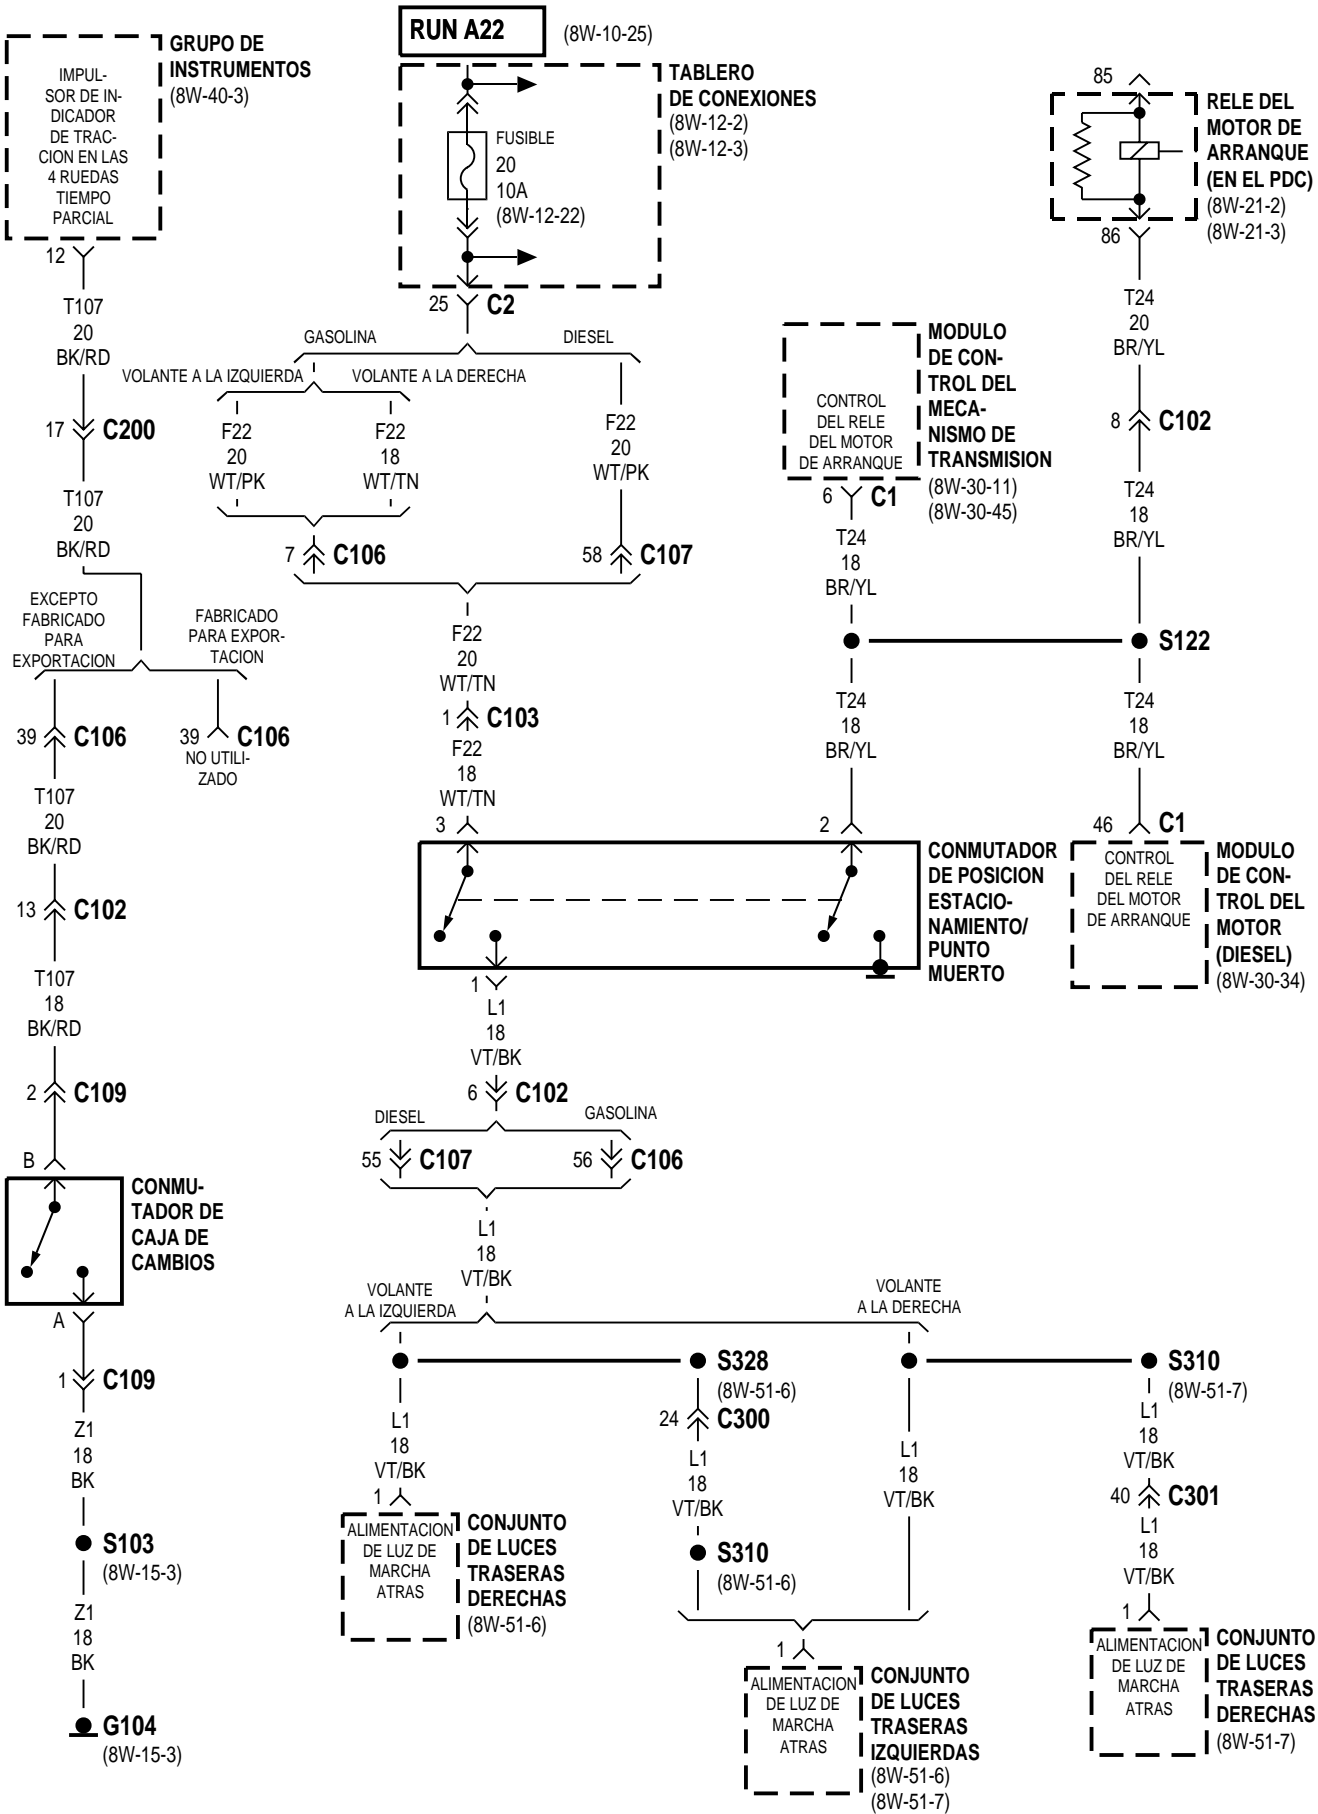 RUN A22
(8W-10-25)
GRUPO DE
INSTRUMENTOS
(8W-40-3)
IMPUL-
SOR DE IN-
DICADOR
DE TRAC-
CION EN LAS
4 RUEDAS
TIEMPO
PARCIAL
12
T107
20
BK/RD
17
C200
T107
20
BK/RD
EXCEPTO
FABRICADO
PARA
EXPORTACION
FABRICADO
PARA EXPOR-
TACION
39
C106
39
C106
NO UTILI-
ZADO
T107
20
BK/RD
13
C102
T107
18
BK/RD
2
C109
B
CONMU-
TADOR DE
CAJA DE
CAMBIOS
A
1
C109
Z1
18
BK
S103
(8W-15-3)
Z1
18
BK
G104
(8W-15-3)
TABLERO
DE CONEXIONES
(8W-12-2)
(8W-12-3)
FUSIBLE
20
10A
(8W-12-22)
25
C2
GASOLINA
DIESEL
VOLANTE A LA IZQUIERDA
VOLANTE A LA DERECHA
F22
20
WT/PK
F22
18
WT/TN
F22
20
WT/PK
7
C106
58
C107
F22
20
WT/TN
1
C103
F22
18
WT/TN
3
2
CONMUTADOR
DE POSICION
ESTACIO-
NAMIENTO/
PUNTO
MUERTO
1
L1
18
VT/BK
6
C102
DIESEL
GASOLINA
55
C107
56
C106
L1
18
VT/BK
VOLANTE
A LA IZQUIERDA
VOLANTE
A LA DERECHA
S328
(8W-51-6)
S310
(8W-51-7)
24
C300
L1
18
VT/BK
L1
18
VT/BK
L1
18
VT/BK
L1
18
VT/BK
40
C301
L1
18
VT/BK
1
ALIMENTACION
DE LUZ DE
MARCHA
ATRAS
CONJUNTO
DE LUCES
TRASERAS
DERECHAS
(8W-51-6)
S310
(8W-51-6)
1
ALIMENTACION
DE LUZ DE
MARCHA
ATRAS
CONJUNTO
DE LUCES
TRASERAS
IZQUIERDAS
(8W-51-6)
(8W-51-7)
1
ALIMENTACION
DE LUZ DE
MARCHA
ATRAS
CONJUNTO
DE LUCES
TRASERAS
DERECHAS
(8W-51-7)
85
RELE DEL
MOTOR DE
ARRANQUE
(EN EL PDC)
(8W-21-2)
(8W-21-3)
86
T24
20
BR/YL
8
C102
T24
18
BR/YL
CONTROL
DEL RELE
DEL MOTOR
DE ARRANQUE
MODULO
DE CON-
TROL DEL
MECA-
NISMO DE
TRANSMISION
(8W-30-11)
(8W-30-45)
6
C1
T24
18
BR/YL
S122
T24
18
BR/YL
T24
18
BR/YL
46
C1
CONTROL
DEL RELE
DEL MOTOR
DE ARRANQUE
MODULO
DE CON-
TROL DEL
MOTOR
(DIESEL)
(8W-30-34)